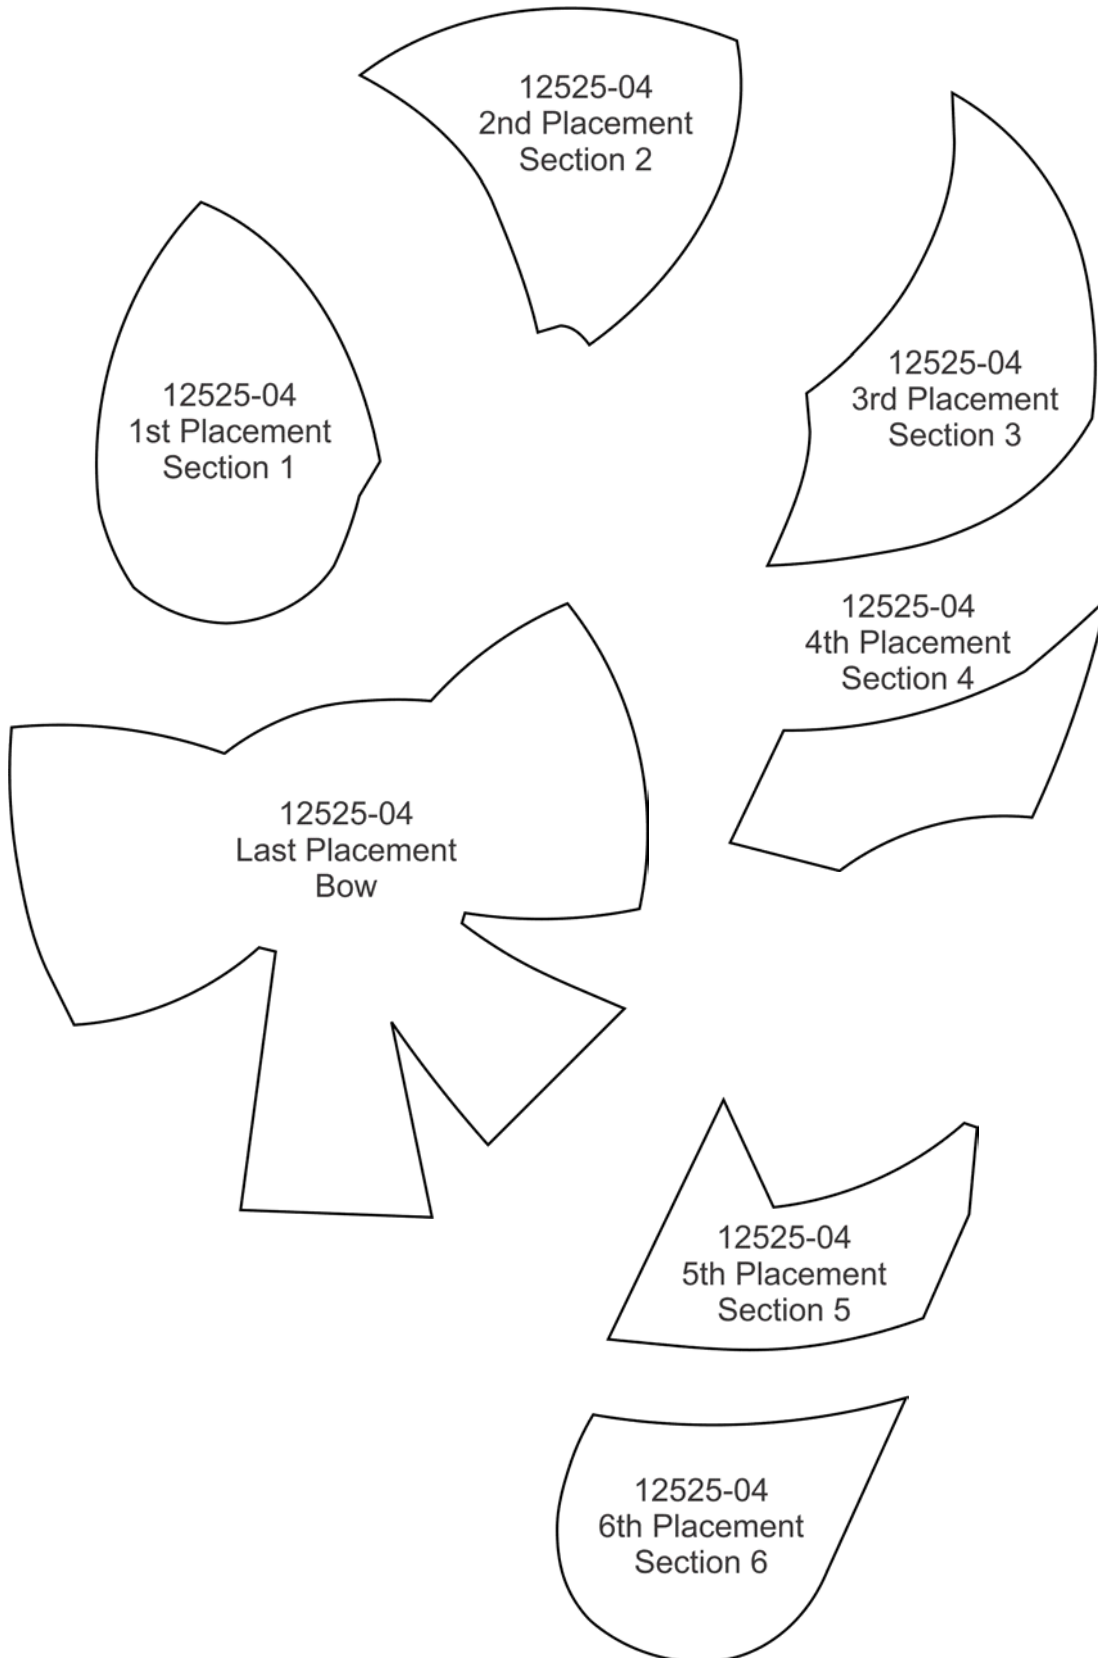 12525-04
2nd Placement
Section 2
12525-04
3rd Placement
Section 3
12525-04
1st Placement
Section 1
12525-04
4th Placement
Section 4
12525-04
Last Placement
Bow
12525-04
5th Placement
Section 5
12525-04
6th Placement
Section 6